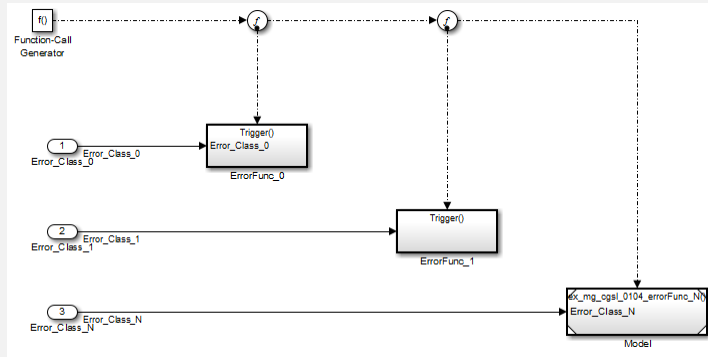 f()
Function-Call
Generator
f
f
Trigger()
1
Error_Class_0
Error_Class_0
Error_Class_0
ErrorFunc_0
Trigger()
2
Error_Class_1
Error_Class_1
ErrorFunc_1
ex_mg_cgsl_0104_errorFunc_N()
3
Error_Class_N
Error_Class_N
Error_Class_N
Model